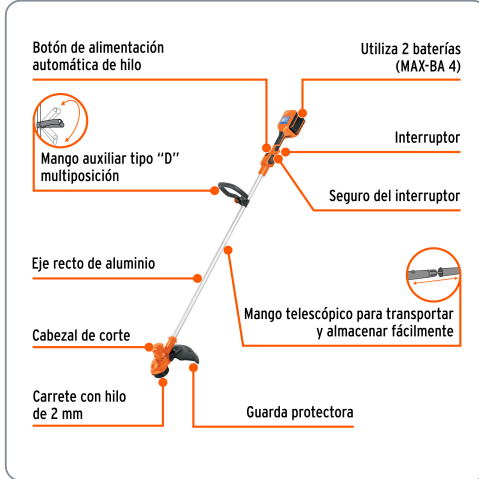 Botón de alimentación
automática de hilo
Utiliza 2 baterías
(MAX-BA 4)
Interruptor
Mango auxiliar tipo “D”
multiposición
Seguro del interruptor
Eje recto de aluminio
Mango telescópico para transportar
y almacenar fácilmente
Cabezal de corte
Carrete con hilo
de 2 mm
Guarda protectora